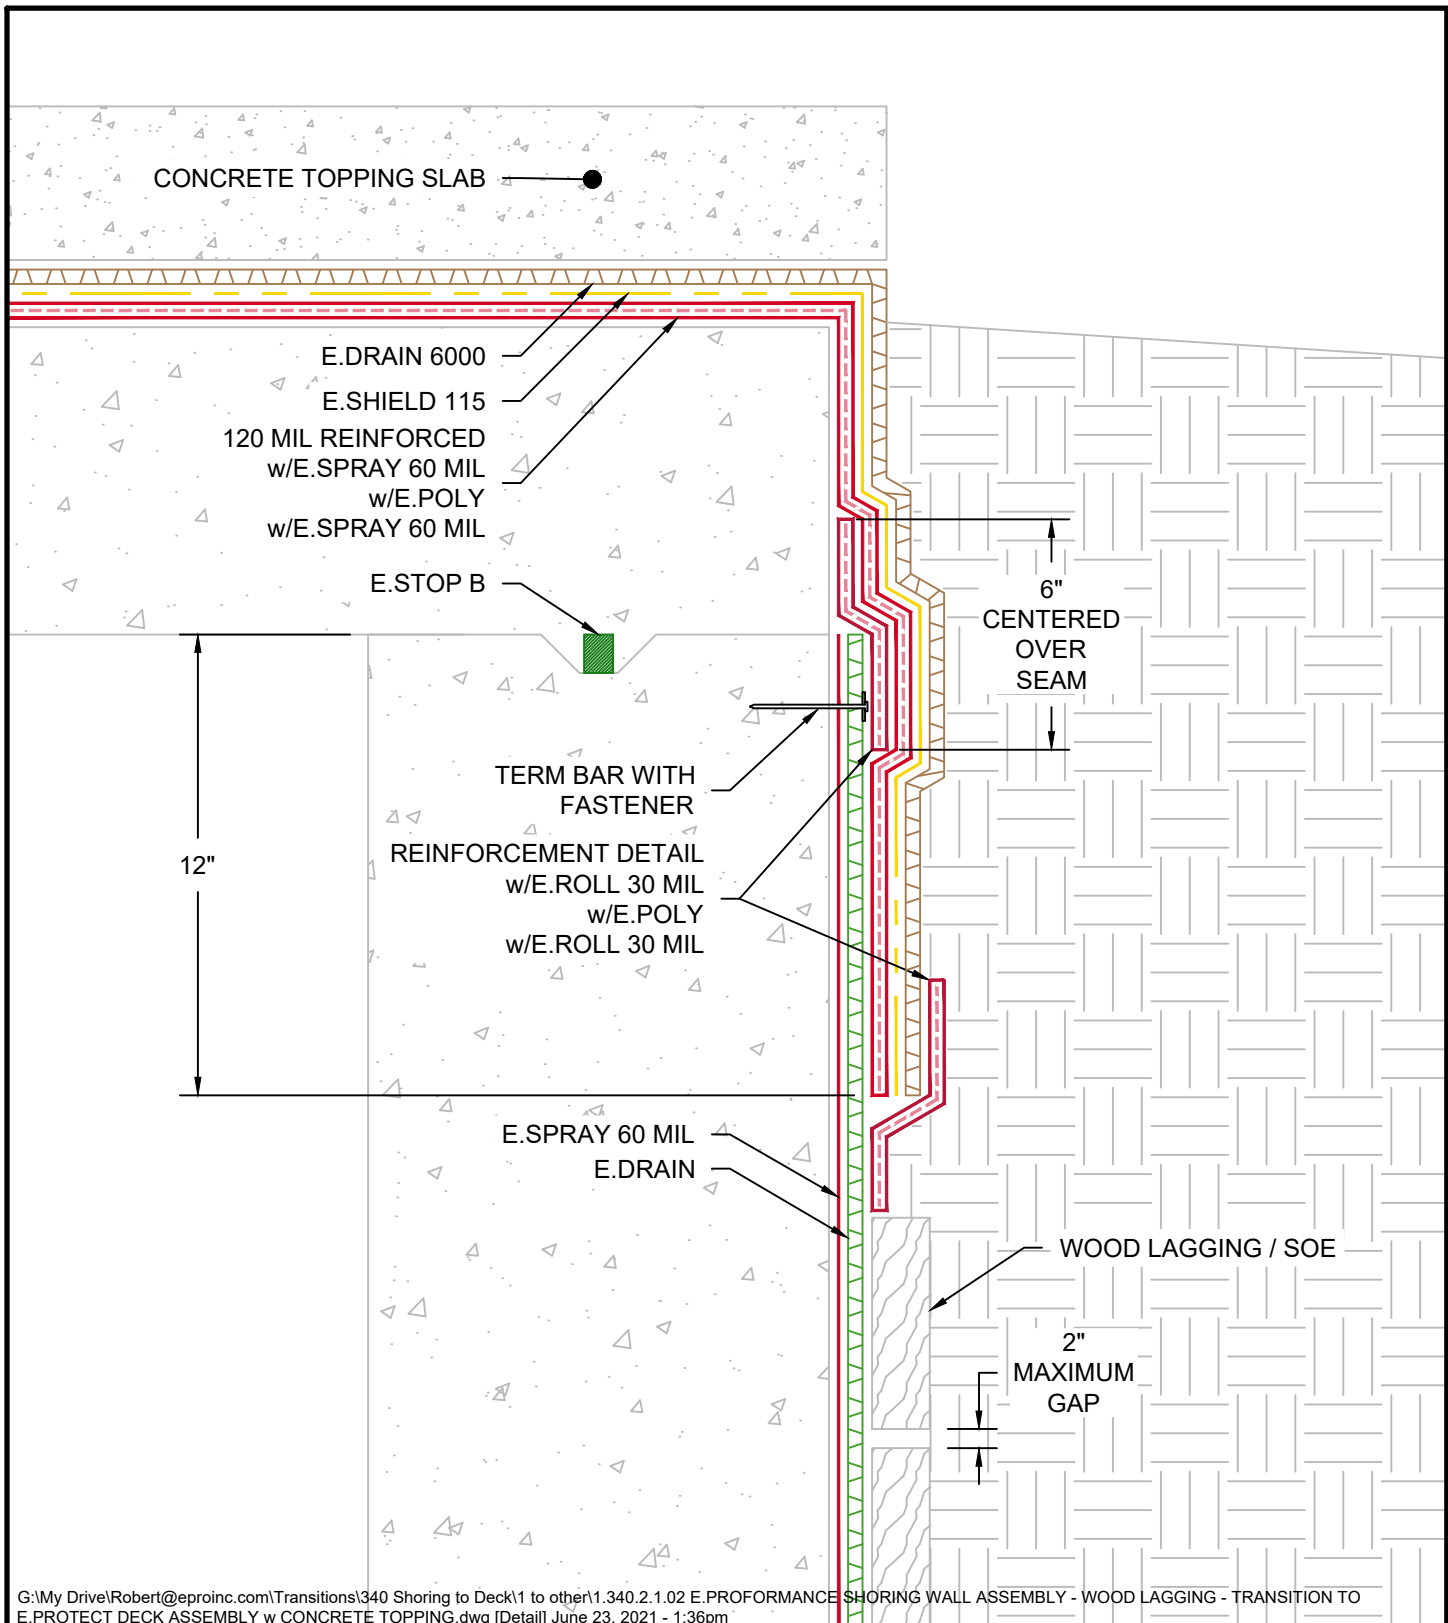 CONCRETE TOPPING SLAB
E.DRAIN 6000
E.SHIELD 115
120 MIL REINFORCED
w/E.SPRAY 60 MIL
w/E.POLY
w/E.SPRAY 60 MIL
E.STOP B
6"
CENTERED
OVER
SEAM
TERM BAR WITH
FASTENER
12"
REINFORCEMENT DETAIL
w/E.ROLL 30 MIL
w/E.POLY
w/E.ROLL 30 MIL
E.SPRAY 60 MIL
E.DRAIN
WOOD LAGGING / SOE
2"
MAXIMUM
GAP
G:\My Drive\Robert@eproinc.com\Transitions\340 Shoring to Deck\1 to other\1.340.2.1.02 E.PROFORMANCE SHORING WALL ASSEMBLY - WOOD LAGGING - TRANSITION TO
E.PROTECT DECK ASSEMBLY w CONCRETE TOPPING.dwg [Detail] June 23, 2021 - 1:36pm